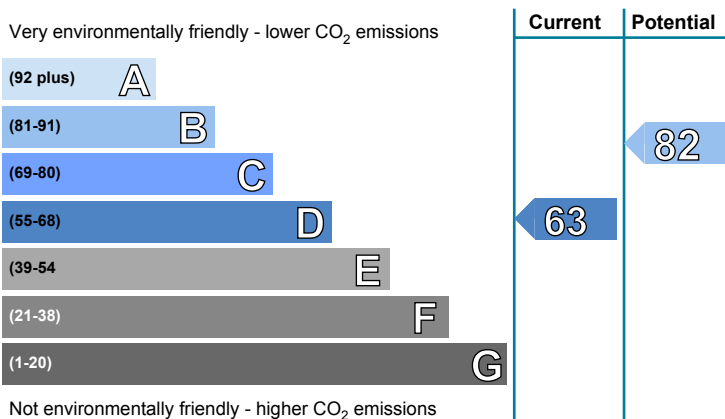 Current Potential
Very environmentally friendly - lower CO2 emissions
(92 plus) A
(81-91) B
82
(69-80) C
(55-68) D
63
(39-54 E
(21-38) F
(1-20) G
Not environmentally friendly - higher CO2 emissions